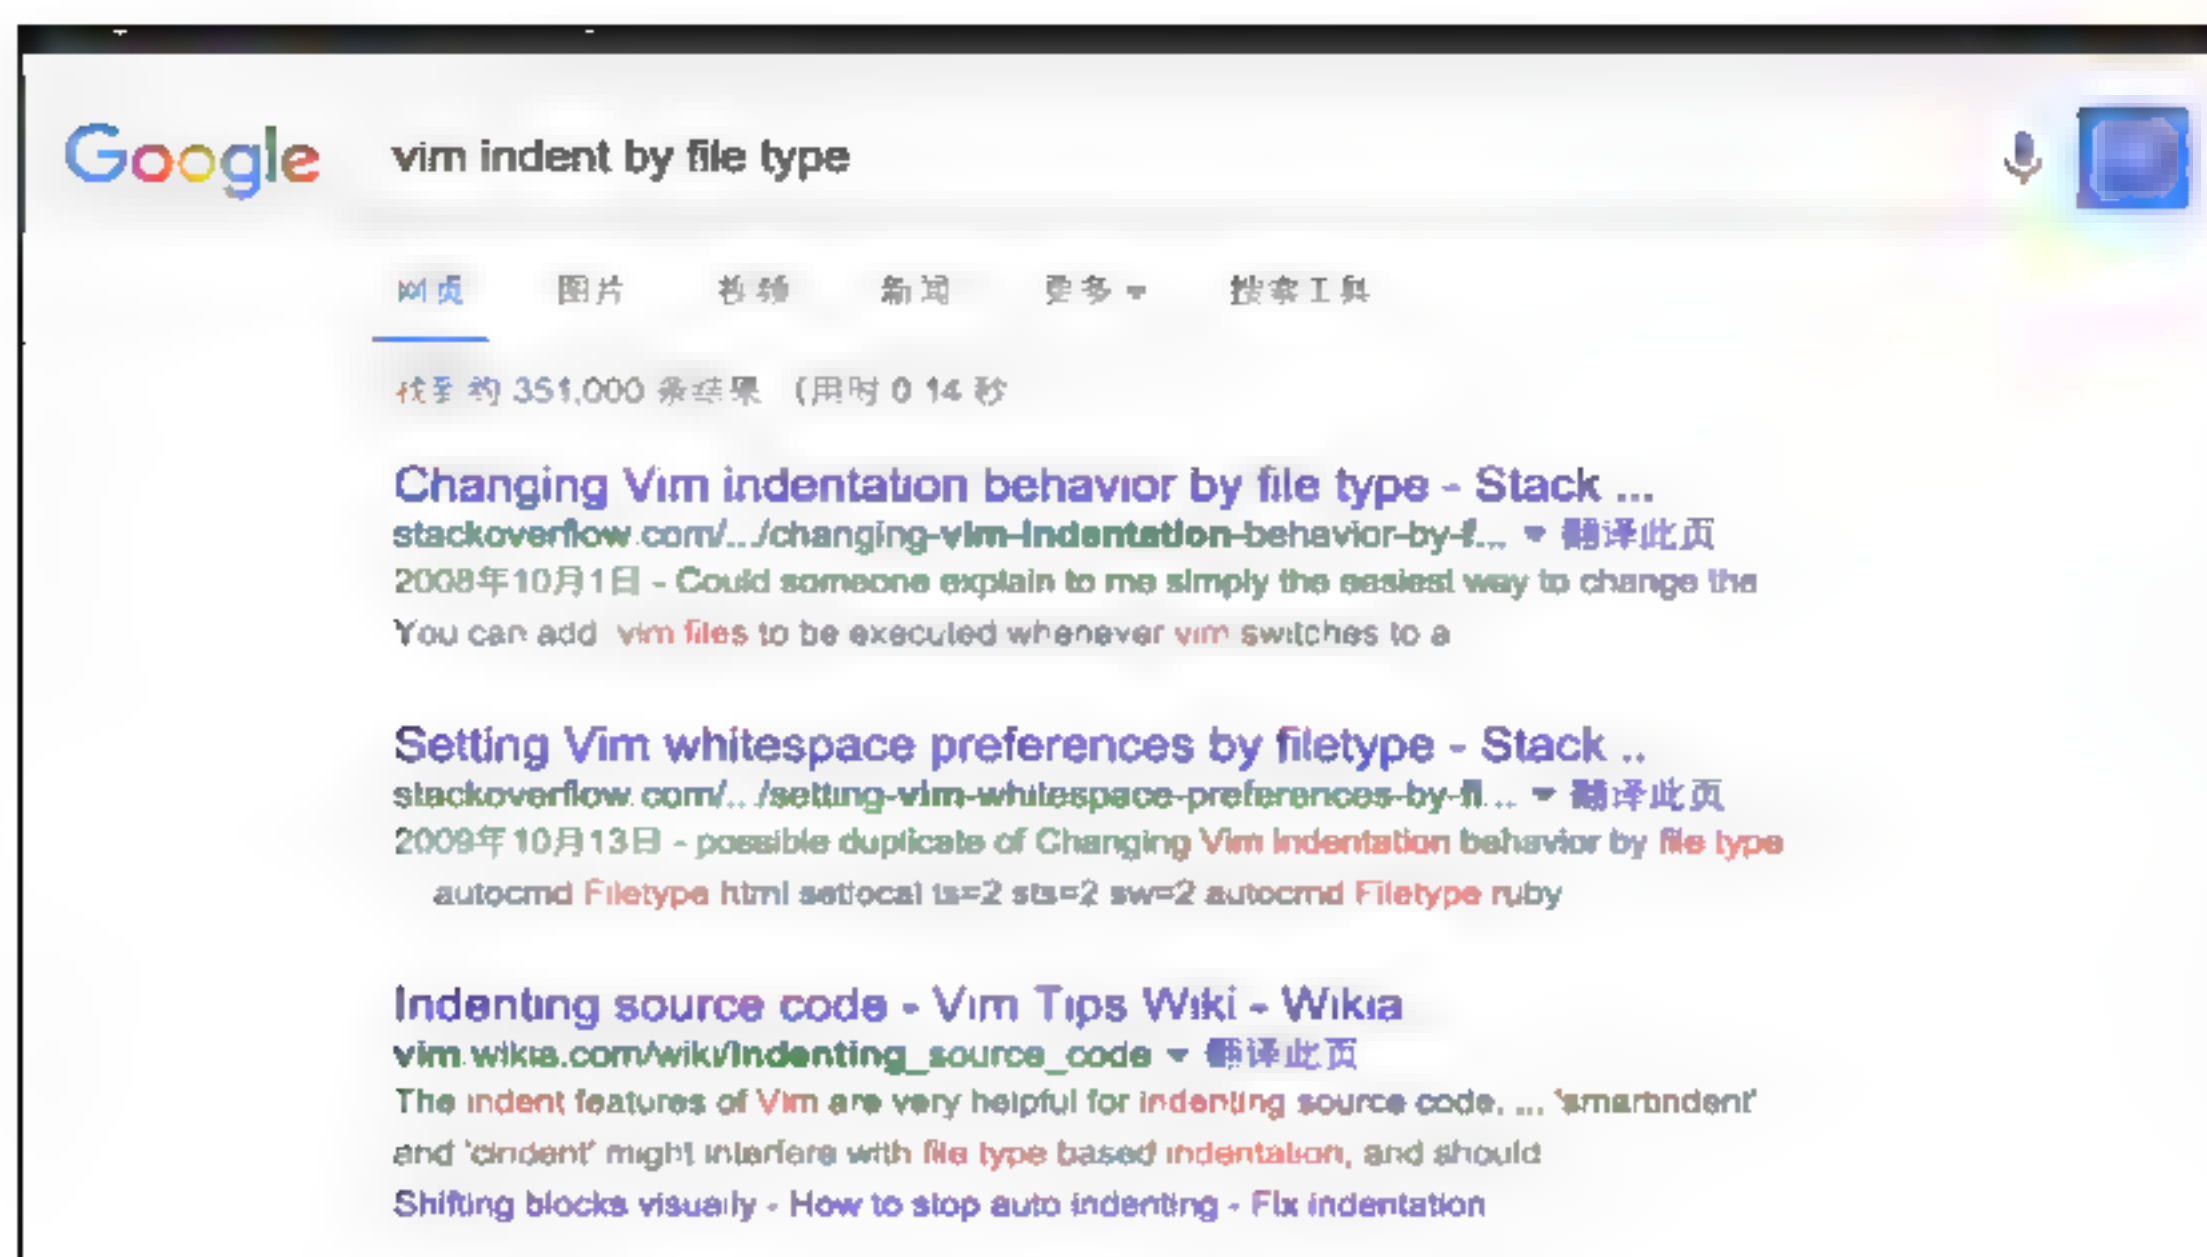 Google vim indent by file type
网页 图片 视频 新闻 更多 搜索工具
找到约 351,000 条结果 (用时 0 14 秒
Changing Vim indentation behavior by file type - Stack ...
stackoverflow.com/.../changing-vim-indentation-behavior-by-f... 翻译此页
2008年10月1日 - Could someone explain to me simply the easiest way to change the
You can add vim files to be executed whenever vim switches to a
Setting Vim whitespace preferences by filetype - Stack ..
stackoverflow.com/.. /setting-vim-whitespace-preferences-by-fi... 翻译此页
2009年10月13日 - possible duplicate of Changing Vim indentation behavior by file type
autocmd Filetype html setlocal ts=2 sts=2 sw=2 autocmd Filetype ruby
Indenting source code - Vim Tips Wiki - Wikia
vim.wikia.com/wiki/Indenting_source_code 翻译此页
The indent features of Vim are very helpful for indenting source code. ... 'smartindent'
and 'cindent' might interfere with file type based indentation, and should
Shifting blocks visually - How to stop auto indenting - Fix indentation